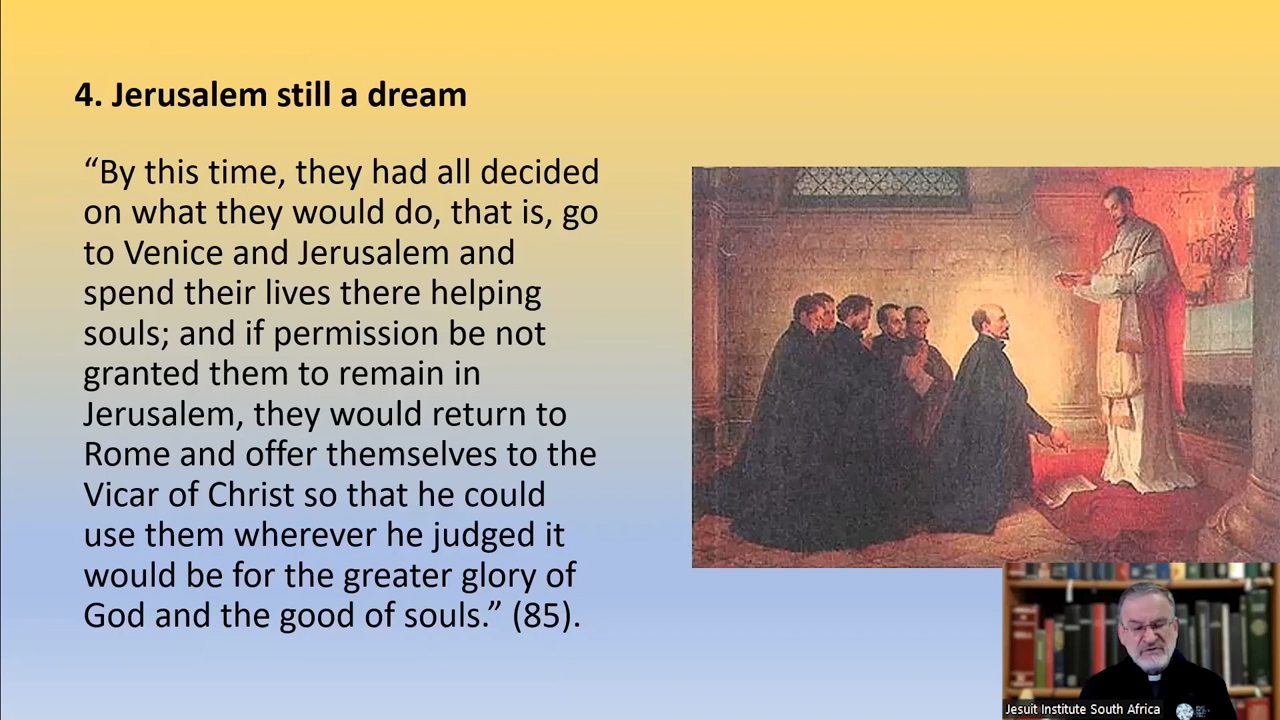 4. Jerusalem still a dream
“By this time, they had all decided
on what they would do, that is, go
to Venice and Jerusalem and
spend their lives there helping
souls; and if permission be not
granted them to remain in
Jerusalem, they would return to
Rome and offer themselves to the
Vicar of Christ so that he could
use them wherever he judged it
would be for the greater glory of
God and the good of souls.” (85).
Jesuit Institute South Africa